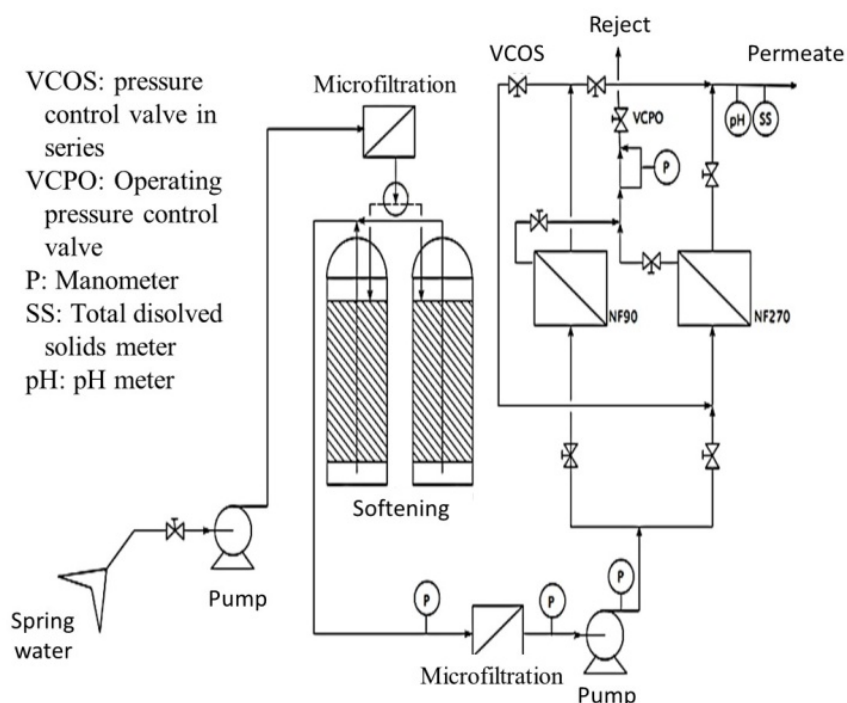 VCOS: pressure
control valve in
series
VCPO: Operating
pressure control
valve
P: Manometer
SS: Total disolved
solids meter
pH: pH meter
Microfiltration
Softening
Pump
Spring
water
Reject
VCOS
Permeate
VCPO
pH
SS
P
NF90
NF270
P
P
P
Microfiltration
Pump